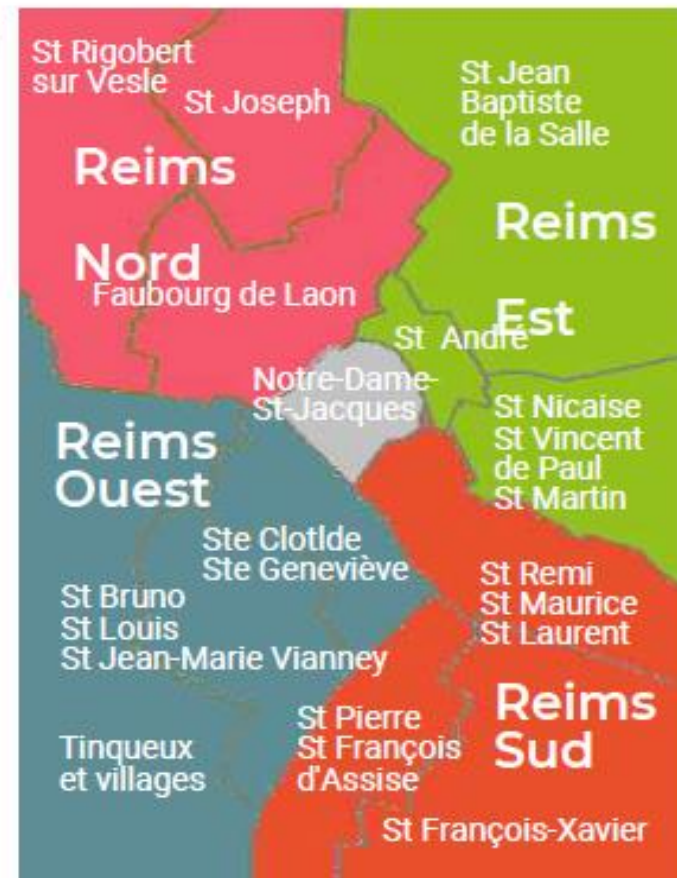 St Rigobert
sur Vesle
St Joseph
St Jean
Baptiste
de la Salle
Reims
Nord
Faubourg de Laon
Reims
Est
St André
Notre-Dame-
St-Jacques
St Nicaise
St Vincent
de Paul
St Martin
Reims
Ouest
Ste Clotlde
Ste Geneviève
St Bruno
St Louis
St Jean-Marie Vianney
St Remi
St Maurice
St Laurent
Reims
Sud
Tinqueux
et villages
St Pierre
St François
d'Assise
St François-Xavier